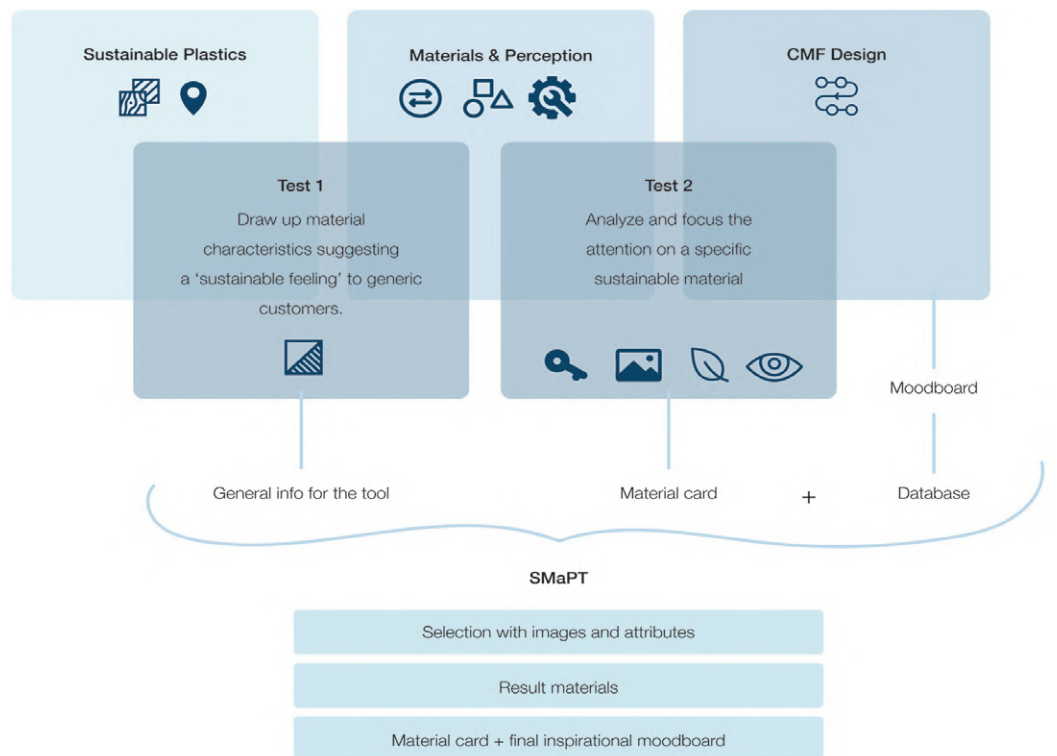 Sustainable Plastics
Materials & Perception
CMF Design
Test 1
Draw up material
characteristics suggesting
a ‘sustainable feeling’ to generic
customers.
Test 2
Analyze and focus the
attention on a specific
sustainable material
Moodboard
General info for the tool
Material card
+
Database
SMaPT
Selection with images and attributes
Result materials
Material card + final inspirational moodboard